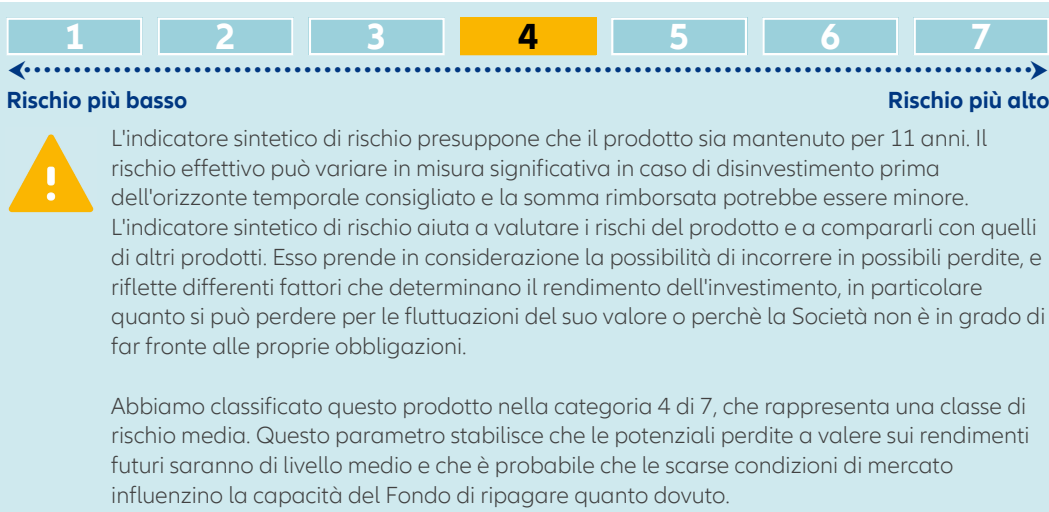 1 2 3 4 5 6 7
Rischio più basso Rischio più alto
L'indicatore sintetico di rischio presuppone che il prodotto sia mantenuto per 11 anni. Il
rischio effettivo può variare in misura significativa in caso di disinvestimento prima
dell'orizzonte temporale consigliato e la somma rimborsata potrebbe essere minore.
L'indicatore sintetico di rischio aiuta a valutare i rischi del prodotto e a compararli con quelli
di altri prodotti. Esso prende in considerazione la possibilità di incorrere in possibili perdite, e
riflette differenti fattori che determinano il rendimento dell'investimento, in particolare
quanto si può perdere per le fluttuazioni del suo valore o perchè la Società non è in grado di
far fronte alle proprie obbligazioni.

Abbiamo classificato questo prodotto nella categoria 4 di 7, che rappresenta una classe di
rischio media. Questo parametro stabilisce che le potenziali perdite a valere sui rendimenti
futuri saranno di livello medio e che è probabile che le scarse condizioni di mercato
influenzino la capacità del Fondo di ripagare quanto dovuto.